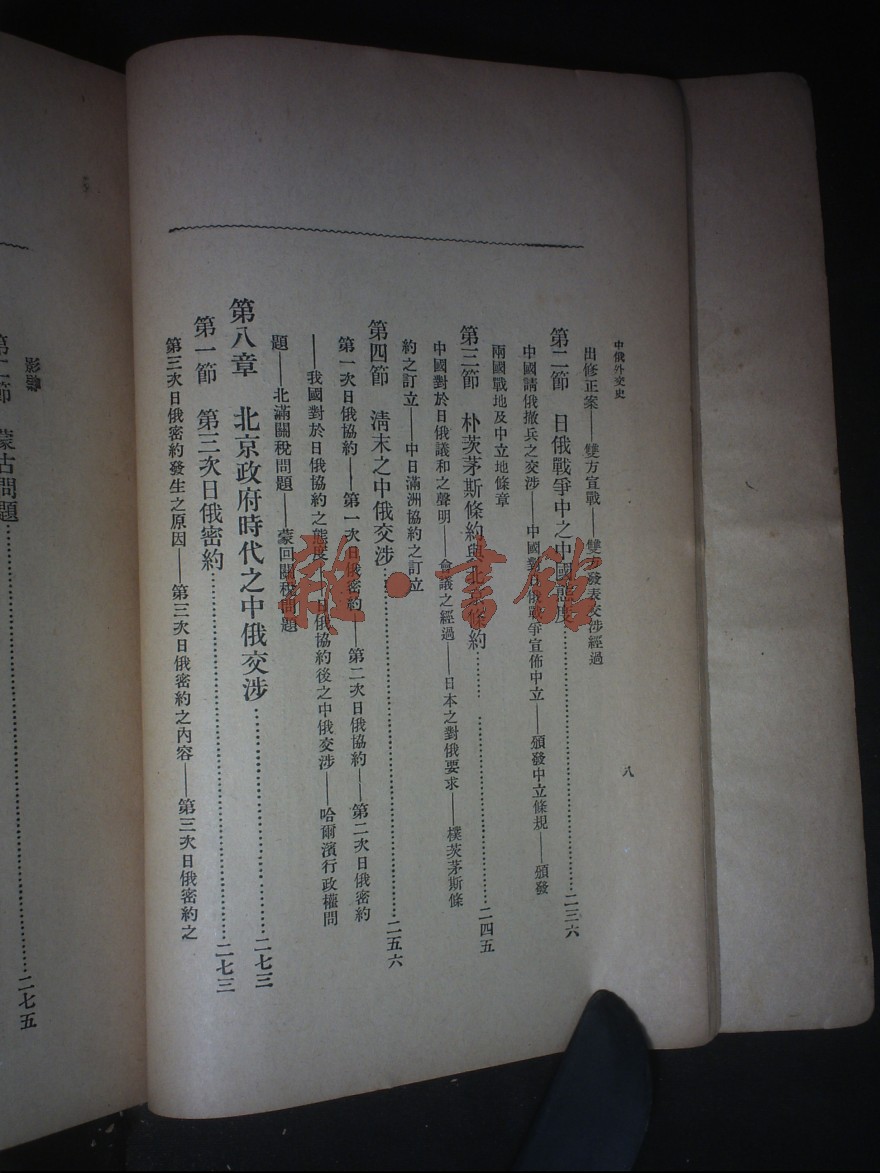 中俄外交史
八
出修正案——雙方宣戰——雙方發表交涉經過
第二節 日俄戰爭中之中國態度……二三六
中國請俄撤兵之交涉——中國對日俄戰爭宣佈中立——頒發中立條規——頒發
兩國戰地及中立地條章
第三節 朴茨茅斯條約與北京條約……二四五
中國對於日俄議和之聲明——會議之經過——日本之對俄要求——樸茨茅斯條
約之訂立——中日滿洲協約之訂立
第四節 清末之中俄交涉……二五六
第一次日俄協約——第一次日俄密約——第二次日俄協約——第二次日俄密約
——我國對於日俄協約之態度——日俄協約後之中俄交涉——哈爾濱行政權問
題——北滿關稅問題——蒙回關稅問題
第八章 北京政府時代之中俄交涉……二七三
第一節 第三次日俄密約……二七三
第三次日俄密約發生之原因——第三次日俄密約之內容——第三次日俄密約之
影響
第二節 蒙古問題……二七五
雜·書館